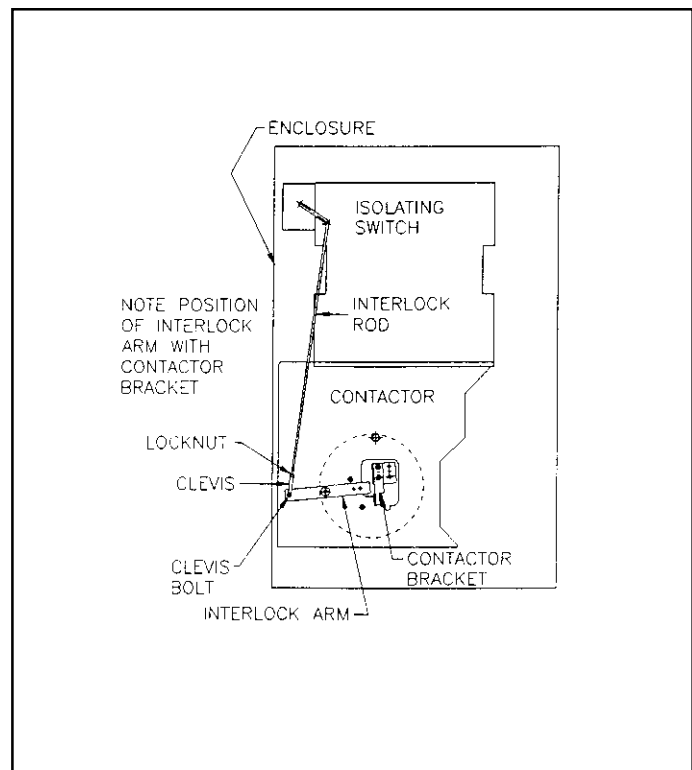 ENCLOSURE
ISOLATING
SWITCH
NOTE POSITION
OF INTERLOCK
ARM WITH
CONTACTOR
BRACKET
INTERLOCK
ROD
CONTACTOR
LOCKNUT
CLEVIS
CLEVIS
BOLT
CONTACTOR
BRACKET
INTERLOCK ARM